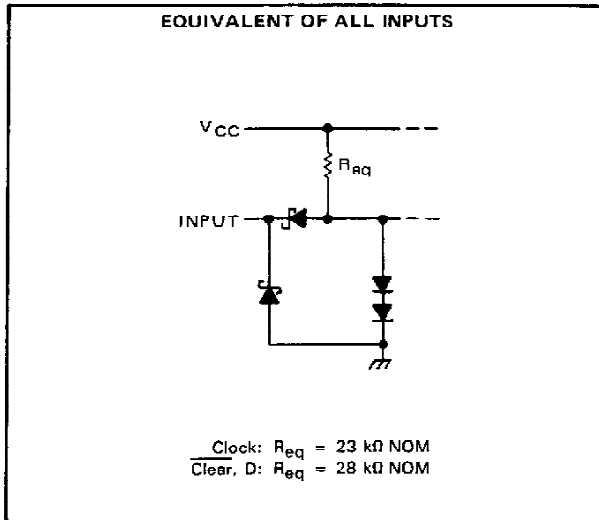 EQUIVALENT OF ALL INPUTS
VCC
Req
INPUT
Clock: Req = 23 kΩ NOM
Clear, D: Req = 28 kΩ NOM